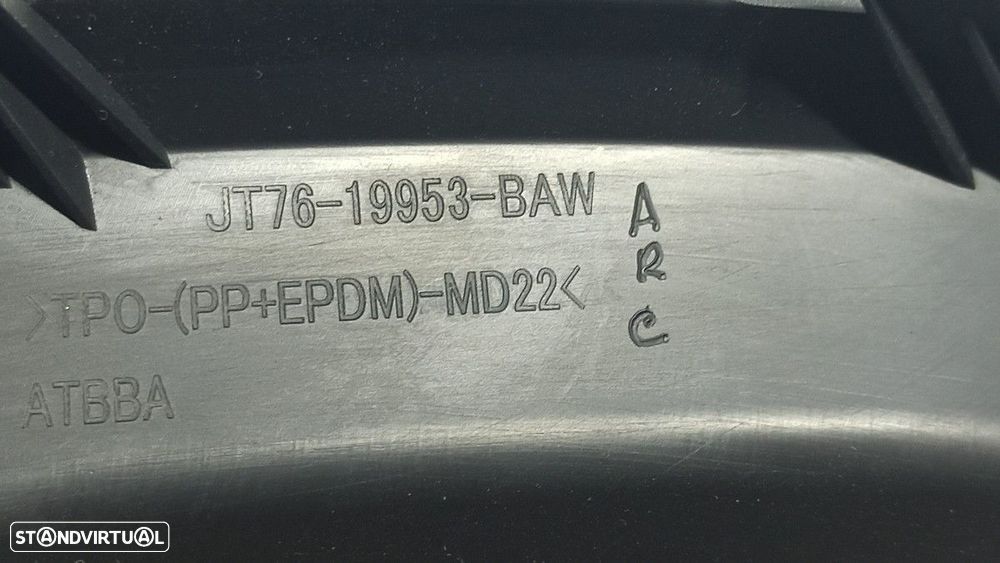 JT76-19953-BAW
A
R
C
>TPO-(PP+EPDM)-MD22<
ATBBA
STANDVIRTUAL